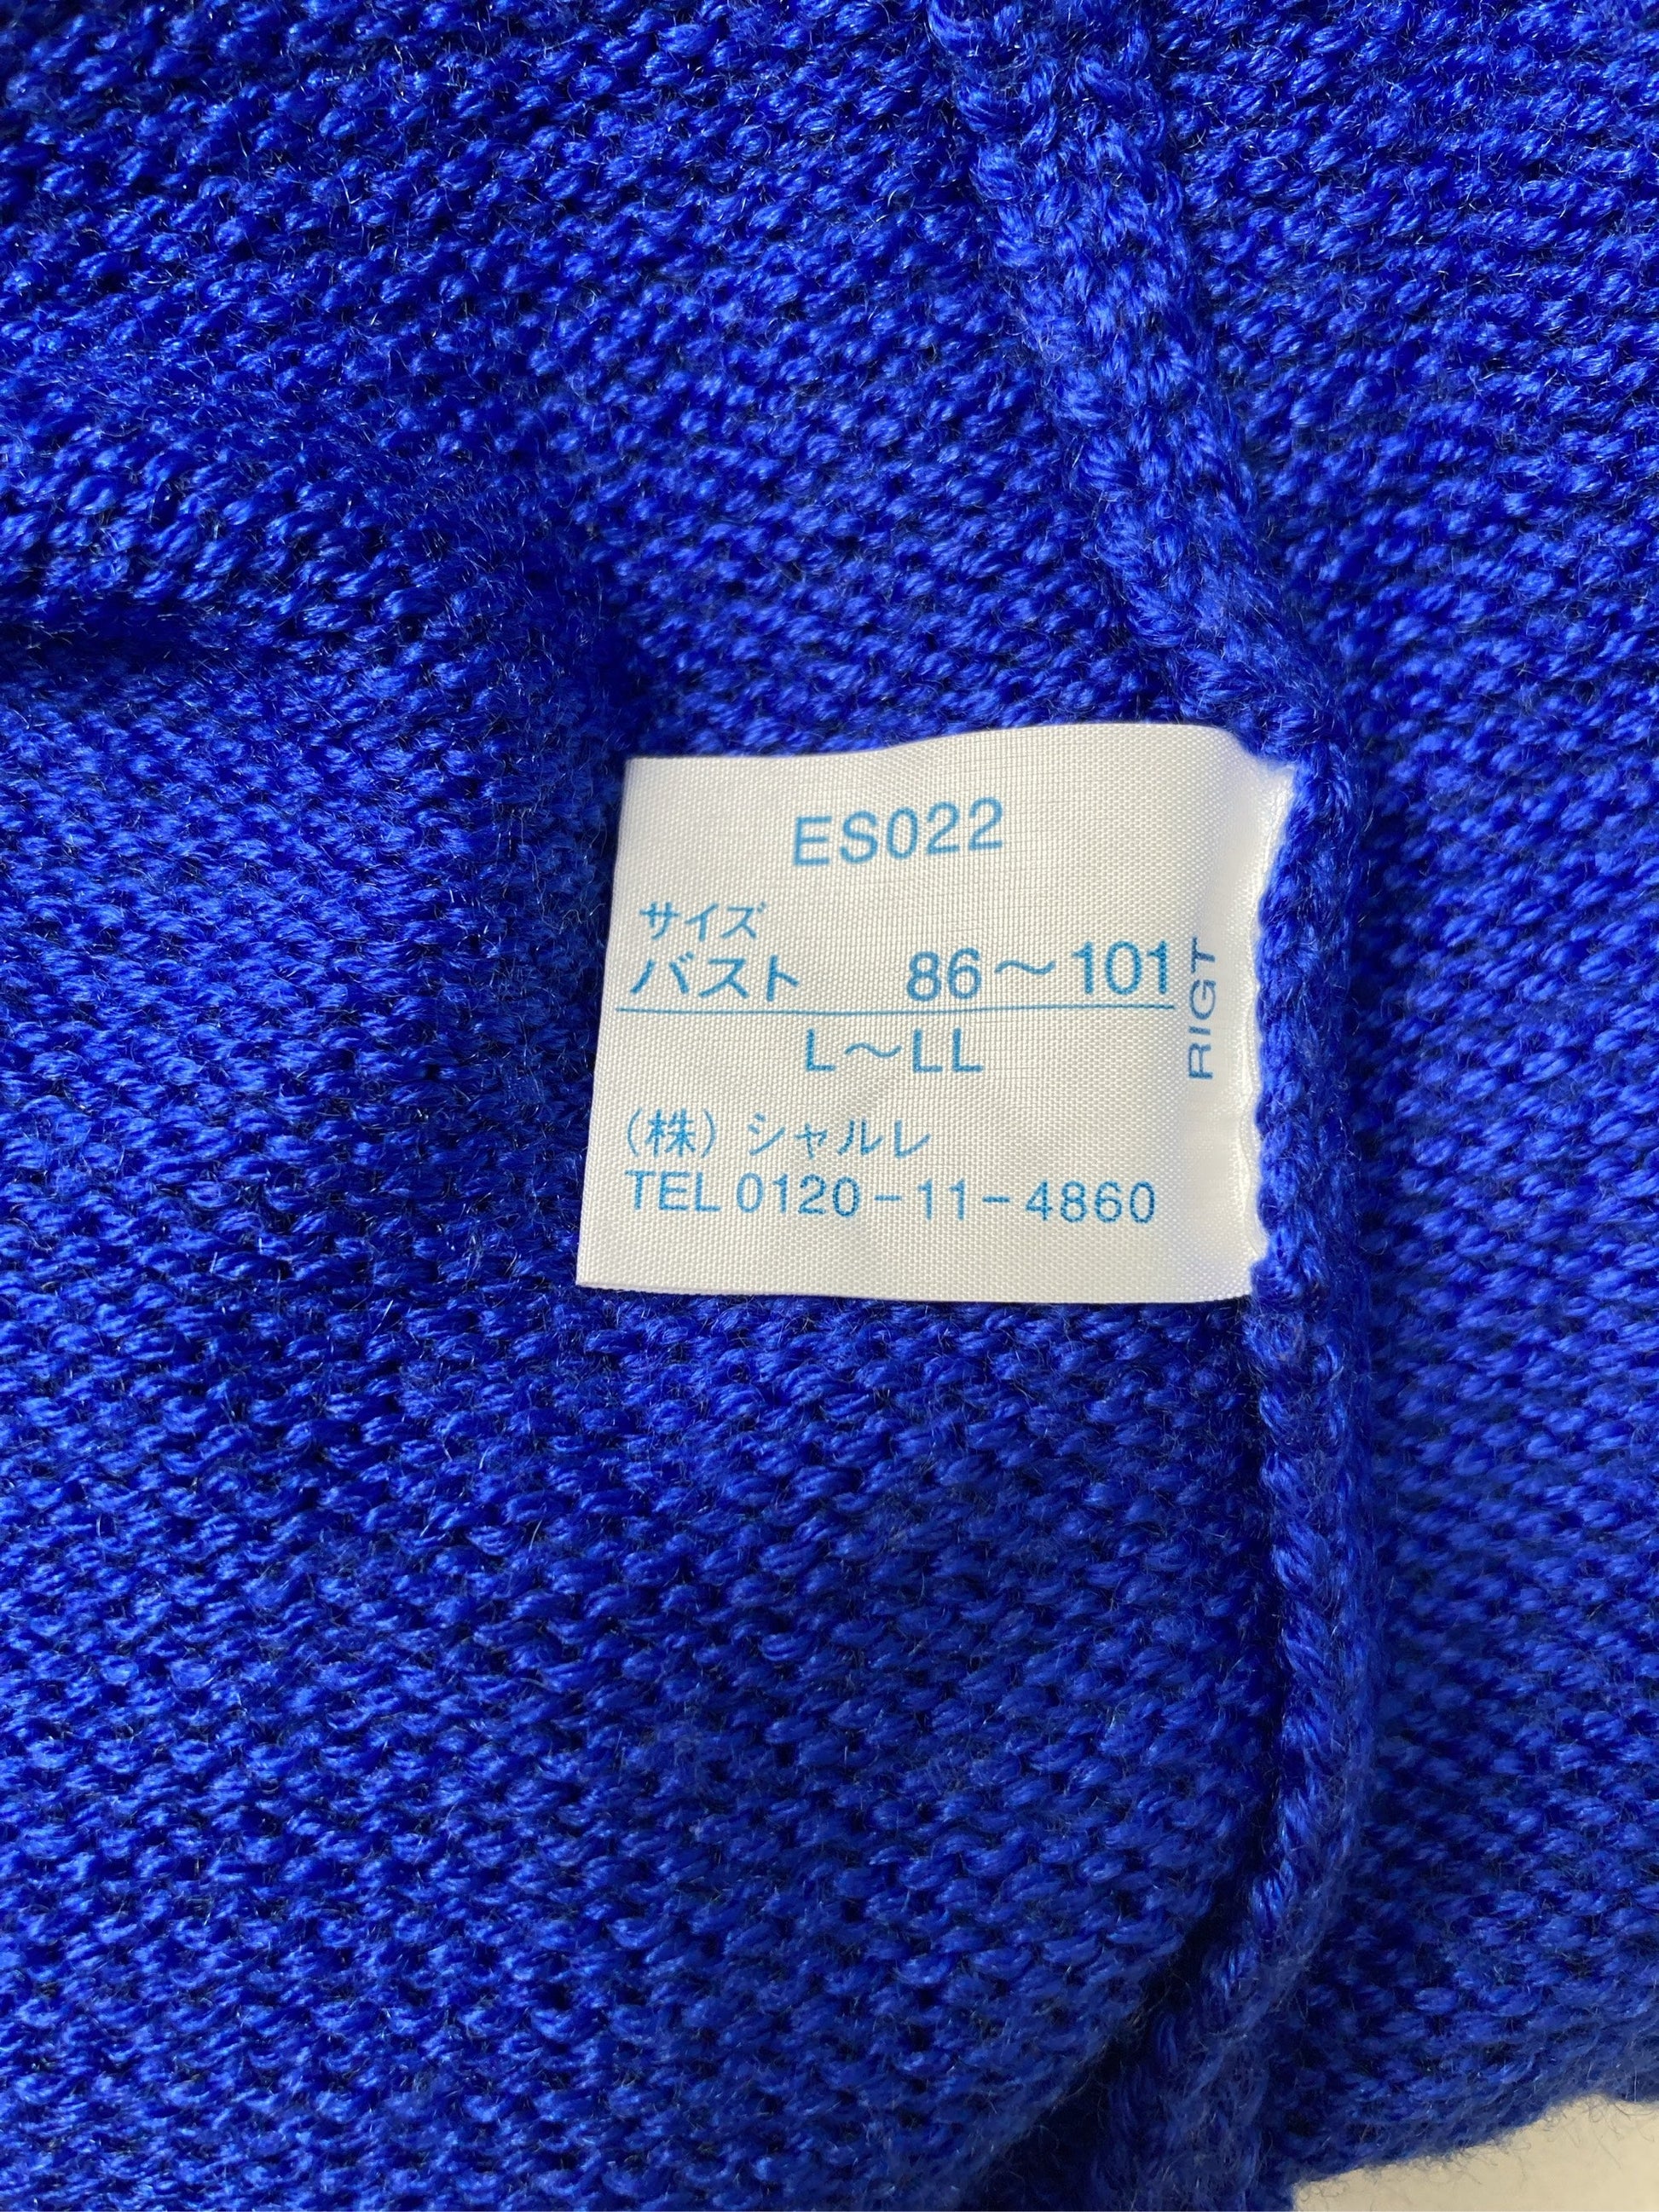 ES022
サイズ
バスト 86～101
L～LL
(株) シャルレ
TEL 0120-11-4860
RIGT